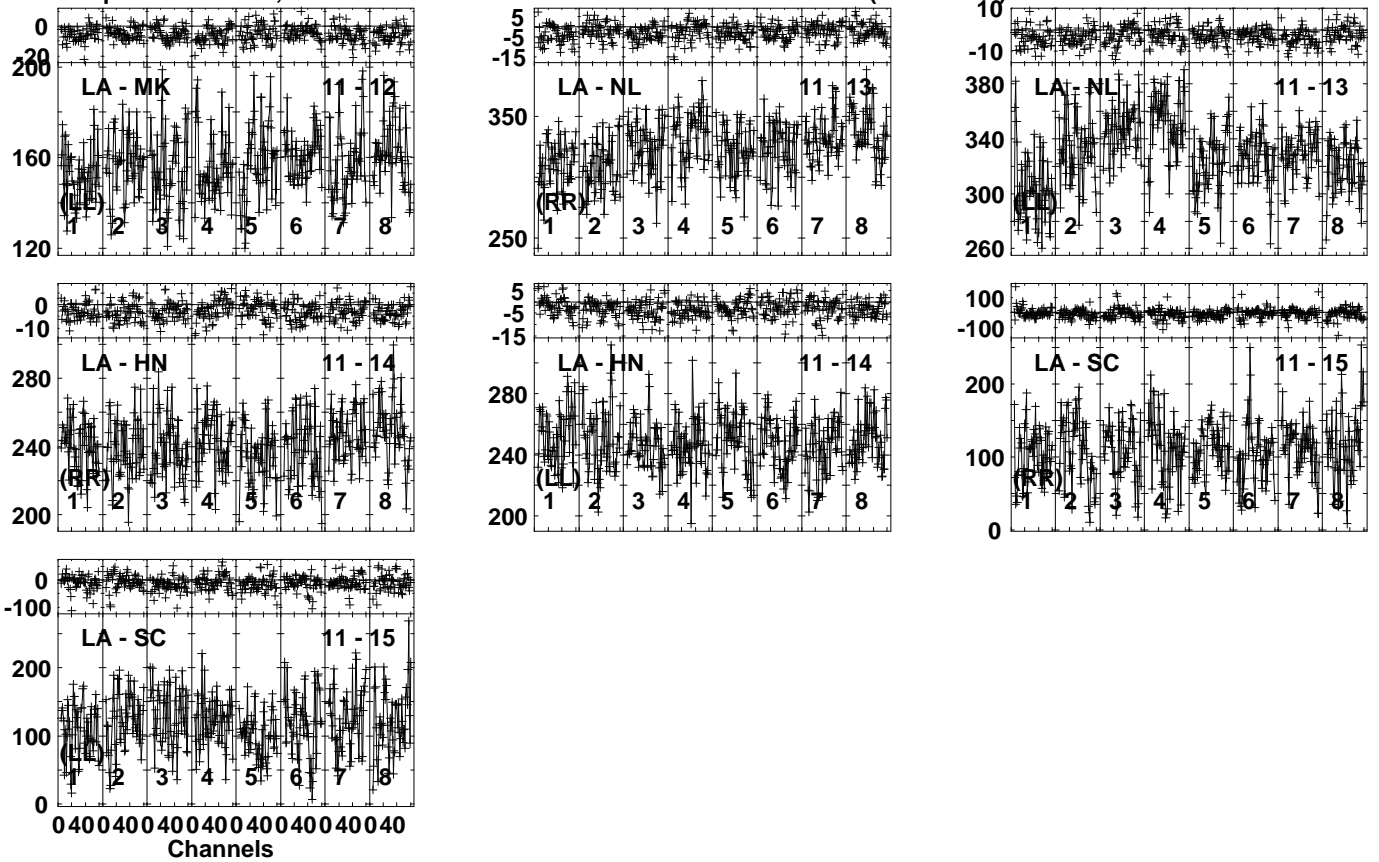 0
-20
200
160
120
LA - MK 11 - 12
(LL)
1 2 3 4 5 6 7 8
5
-5
-15
350
250
LA - NL 11 - 13
(RR)
1 2 3 4 5 6 7 8
10
-10
380
340
300
260
LA - NL 11 - 13
(LL)
1 2 3 4 5 6 7 8
0
-10
280
240
200
LA - HN 11 - 14
(RR)
1 2 3 4 5 6 7 8
5
-5
-15
280
240
200
LA - HN 11 - 14
(LL)
1 2 3 4 5 6 7 8
100
-100
200
100
0
LA - SC 11 - 15
(RR)
1 2 3 4 5 6 7 8
0
-100
200
100
0
LA - SC 11 - 15
(LL)
1 2 3 4 5 6 7 8
0 40 0 40 0 40 0 40 0 40 0 40 0 40 0 40
Channels